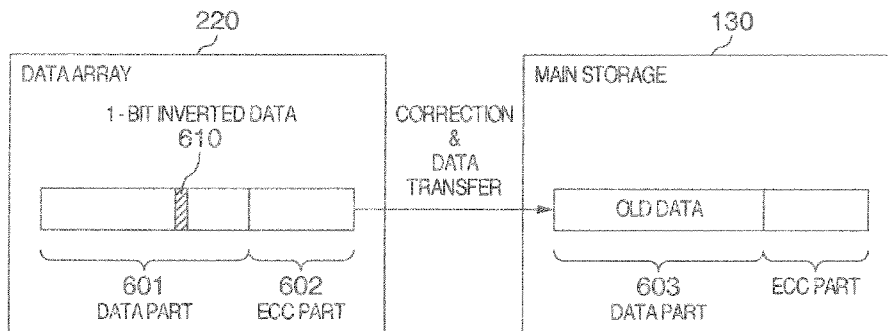 220
130
DATA ARRAY
MAIN STORAGE
1-BIT INVERTED DATA
610
CORRECTION
&
DATA
TRANSFER
OLD DATA
601
DATA PART
602
ECC PART
603
DATA PART
ECC PART